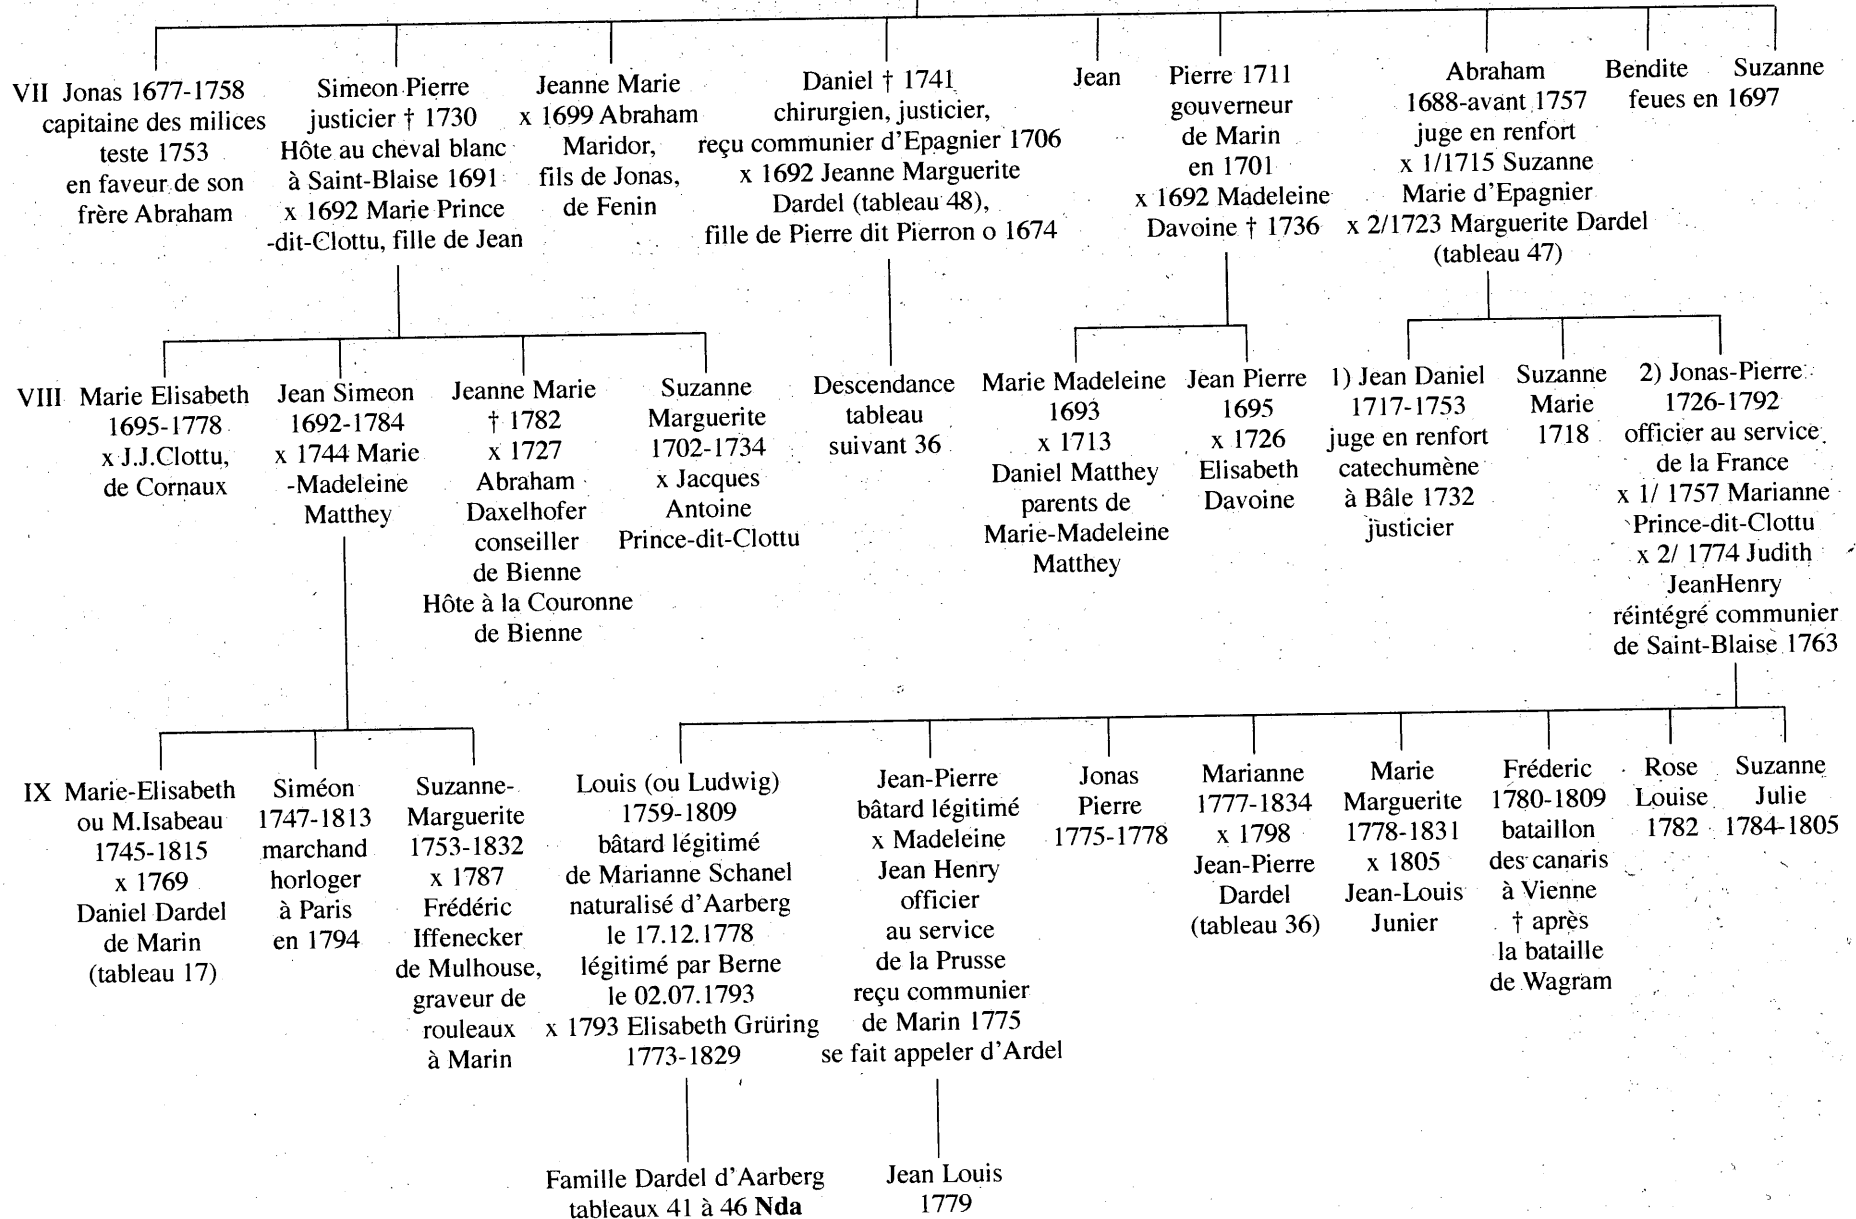 VII Jonas 1677-1758
capitaine des milices
teste 1753
en faveur de son
frère Abraham
Simeon Pierre
justicier † 1730
Hôte au cheval blanc
à Saint-Blaise 1691
x 1692 Marie Prince
-dit-Clottu, fille de Jean
Jeanne Marie
x 1699 Abraham
Maridor,
fils de Jonas,
de Fenin
Daniel † 1741
chirurgien, justicier,
reçu communier d'Epagnier 1706
x 1692 Jeanne Marguerite
Dardel (tableau 48),
fille de Pierre dit Pierron o 1674
Jean
Pierre 1711
gouverneur
de Marin
en 1701
x 1692 Madeleine
Davoine † 1736
Abraham
1688-avant 1757
juge en renfort
x 1/1715 Suzanne
Marie d'Epagnier
x 2/1723 Marguerite Dardel
(tableau 47)
Bendite Suzanne
feues en 1697
VIII Marie Elisabeth
1695-1778
x J.J.Clottu,
de Cornaux
Jean Simeon
1692-1784
x 1744 Marie
-Madeleine
Matthey
Jeanne Marie
† 1782
x 1727
Abraham
Daxelhofer
conseiller
de Bienne
Hôte à la Couronne
de Bienne
Suzanne
Marguerite
1702-1734
x Jacques
Antoine
Prince-dit-Clottu
Descendance
tableau
suivant 36
Marie Madeleine
1693
x 1713
Daniel Matthey
parents de
Marie-Madeleine
Matthey
Jean Pierre
1695
x 1726
Elisabeth
Davoine
1) Jean Daniel
1717-1753
juge en renfort
catechumène
à Bâle 1732
justicier
Suzanne
Marie
1718
2) Jonas-Pierre
1726-1792
officier au service
de la France
x 1/ 1757 Marianne
Prince-dit-Clottu
x 2/ 1774 Judith
JeanHenry
réintégré communier
de Saint-Blaise 1763
IX Marie-Elisabeth
ou M.Isabeau
1745-1815
x 1769
Daniel Dardel
de Marin
(tableau 17)
Siméon
1747-1813
marchand
horloger
à Paris
en 1794
Suzanne-
Marguerite
1753-1832
x 1787
Frédéric
Iffenecker
de Mulhouse,
graveur de
rouleaux
à Marin
Louis (ou Ludwig)
1759-1809
bâtard légitimé
de Marianne Schanel
naturalisé d'Aarberg
le 17.12.1778
légitimé par Berne
le 02.07.1793
x 1793 Elisabeth Grüring
1773-1829
Jean-Pierre
bâtard légitimé
x Madeleine
Jean Henry
officier
au service
de la Prusse
reçu communier
de Marin 1775
se fait appeler d'Ardel
Jonas
Pierre
1775-1778
Marianne
1777-1834
x 1798
Jean-Pierre
Dardel
(tableau 36)
Marie
Marguerite
1778-1831
x 1805
Jean-Louis
Junier
Fréderic
1780-1809
bataillon
des canaris
à Vienne
† après
la bataille
de Wagram
Rose
Louise
1782
Suzanne
Julie
1784-1805
Famille Dardel d'Aarberg
tableaux 41 à 46 Nda
Jean Louis
1779